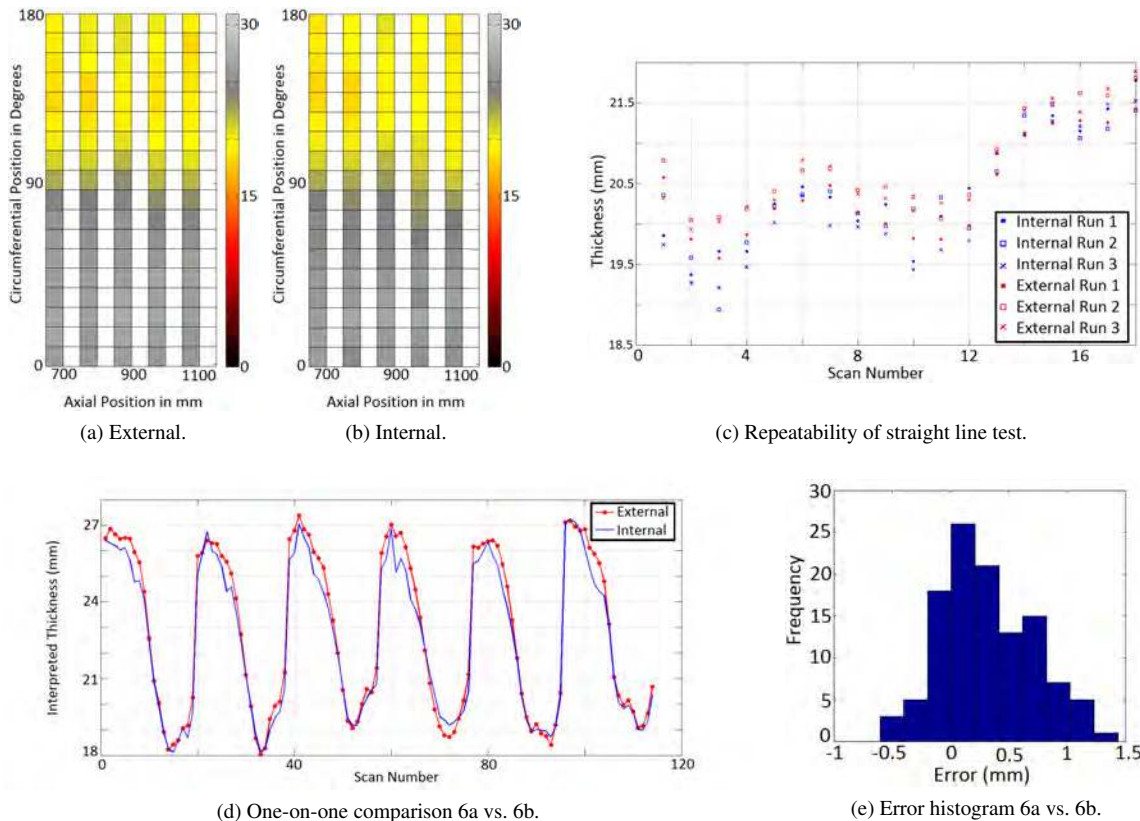 180
90
0
Circumferential Position in Degrees
700
900
1100
Axial Position in mm
30
15
0
(a) External.
180
90
0
Circumferential Position in Degrees
700
900
1100
Axial Position in mm
30
15
0
(b) Internal.
21.5
20.5
19.5
18.5
Thickness (mm)
0
4
8
12
16
Scan Number
Internal Run 1
Internal Run 2
Internal Run 3
External Run 1
External Run 2
External Run 3
(c) Repeatability of straight line test.
27
24
21
18
Interpreted Thickness (mm)
0
40
80
120
Scan Number
External
Internal
(d) One-on-one comparison 6a vs. 6b.
30
25
20
15
10
5
0
Frequency
-1
0
0.5
1
1.5
Error (mm)
(e) Error histogram 6a vs. 6b.